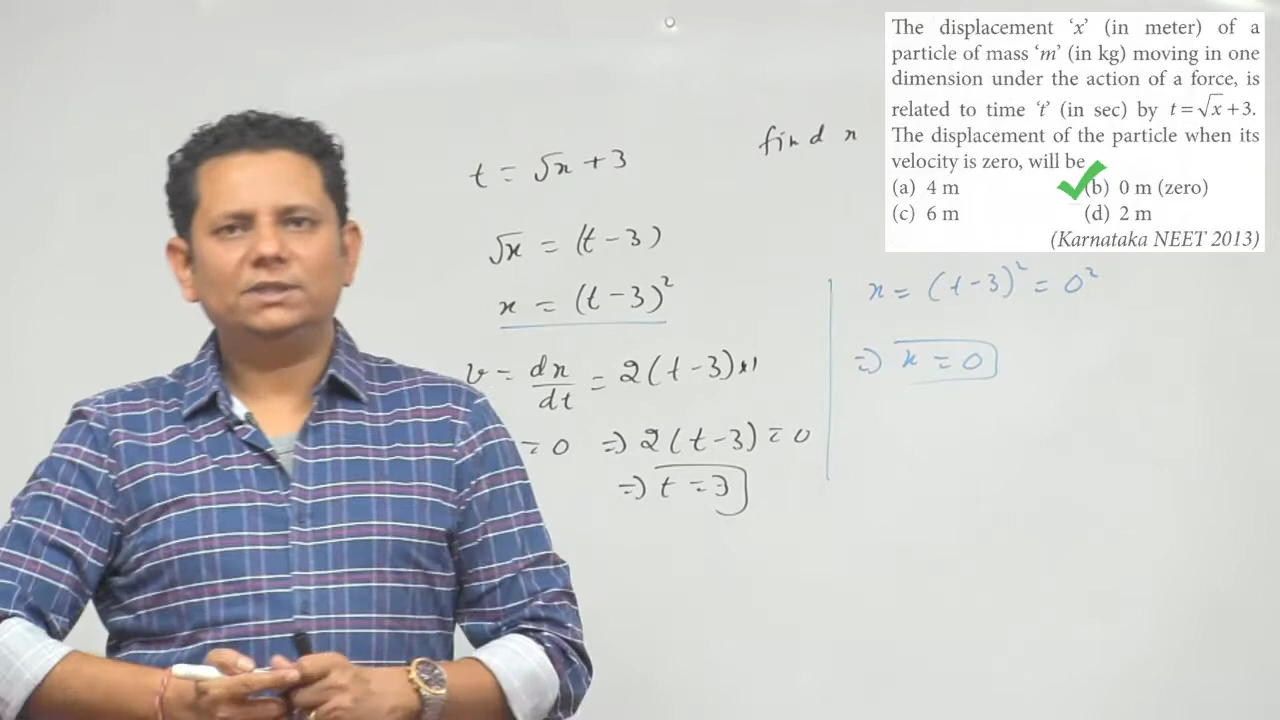 The displacement ‘x’ (in meter) of a
particle of mass ‘m’ (in kg) moving in one
dimension under the action of a force, is
related to time ‘t’ (in sec) by t = √x + 3.
The displacement of the particle when its
velocity is zero, will be
(a) 4 m (b) 0 m (zero)
(c) 6 m (d) 2 m
(Karnataka NEET 2013)
find x
t = √x + 3
√x = (t - 3)
x = (t - 3)²
v = dx/dt = 2(t - 3)×1
= 0 ⇒ 2(t - 3) = 0
⇒ t = 3
x = (t - 3)² = 0²
⇒ x = 0